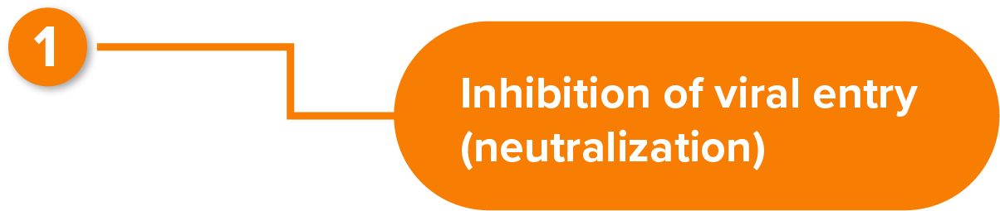 1
Inhibition of viral entry
(neutralization)